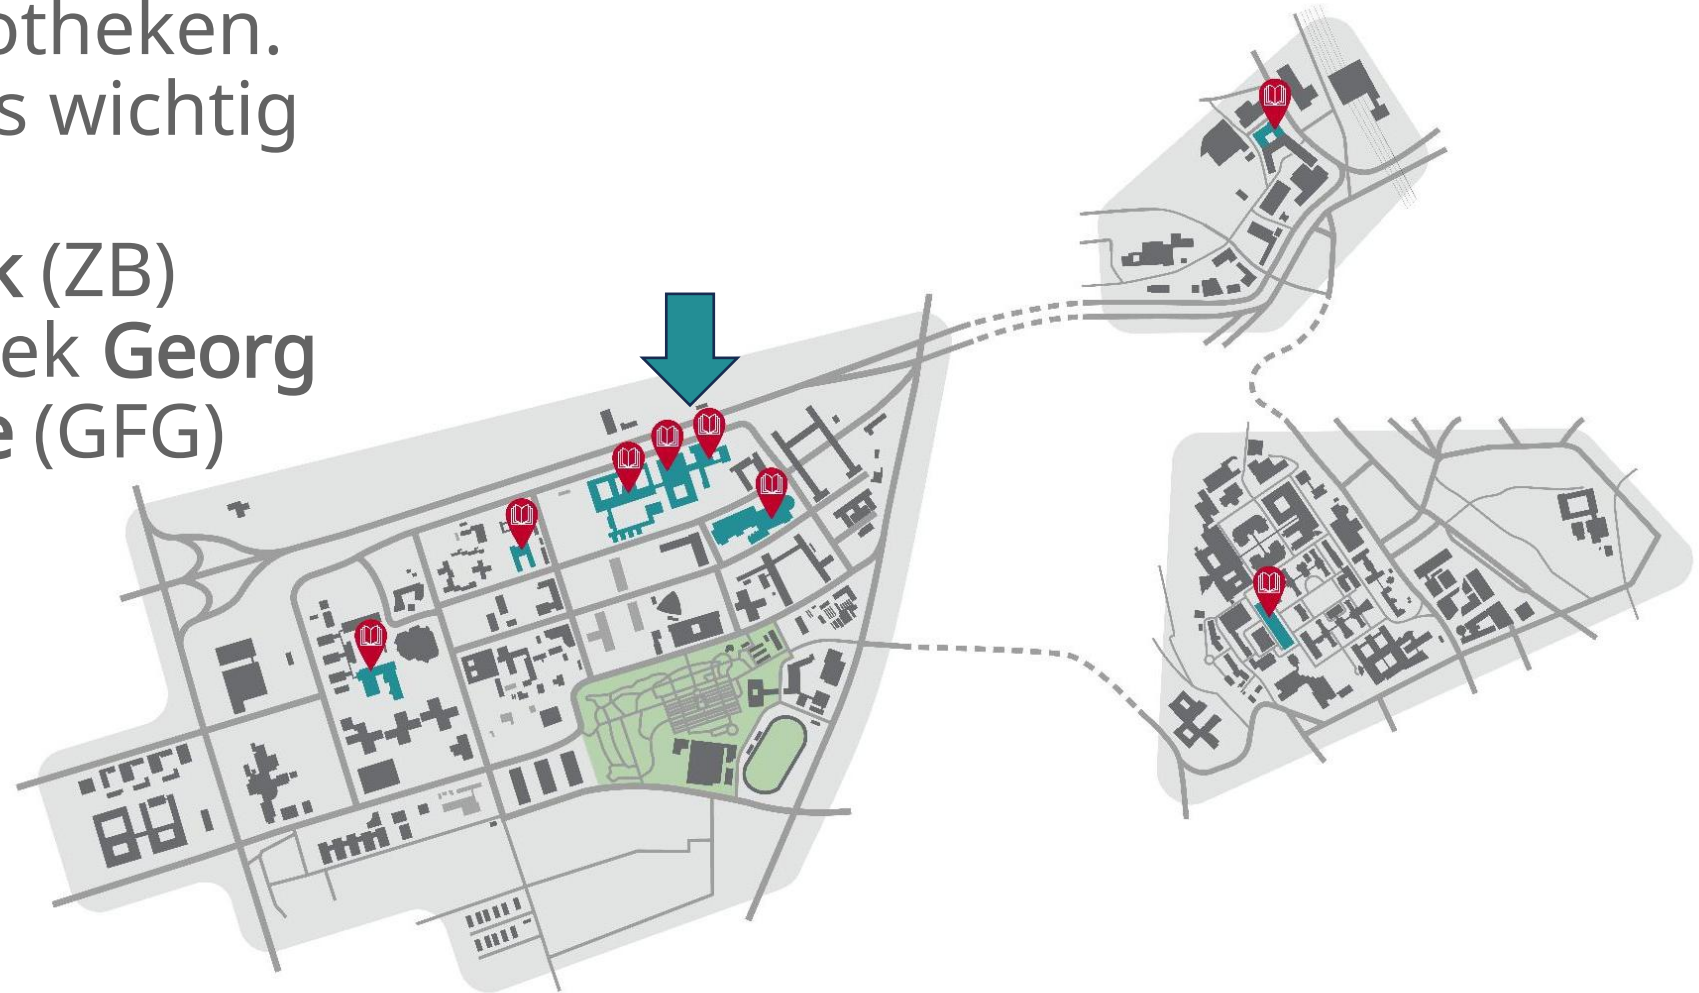 otheken.
s wichtig
k (ZB)
ek Georg
e (GFG)